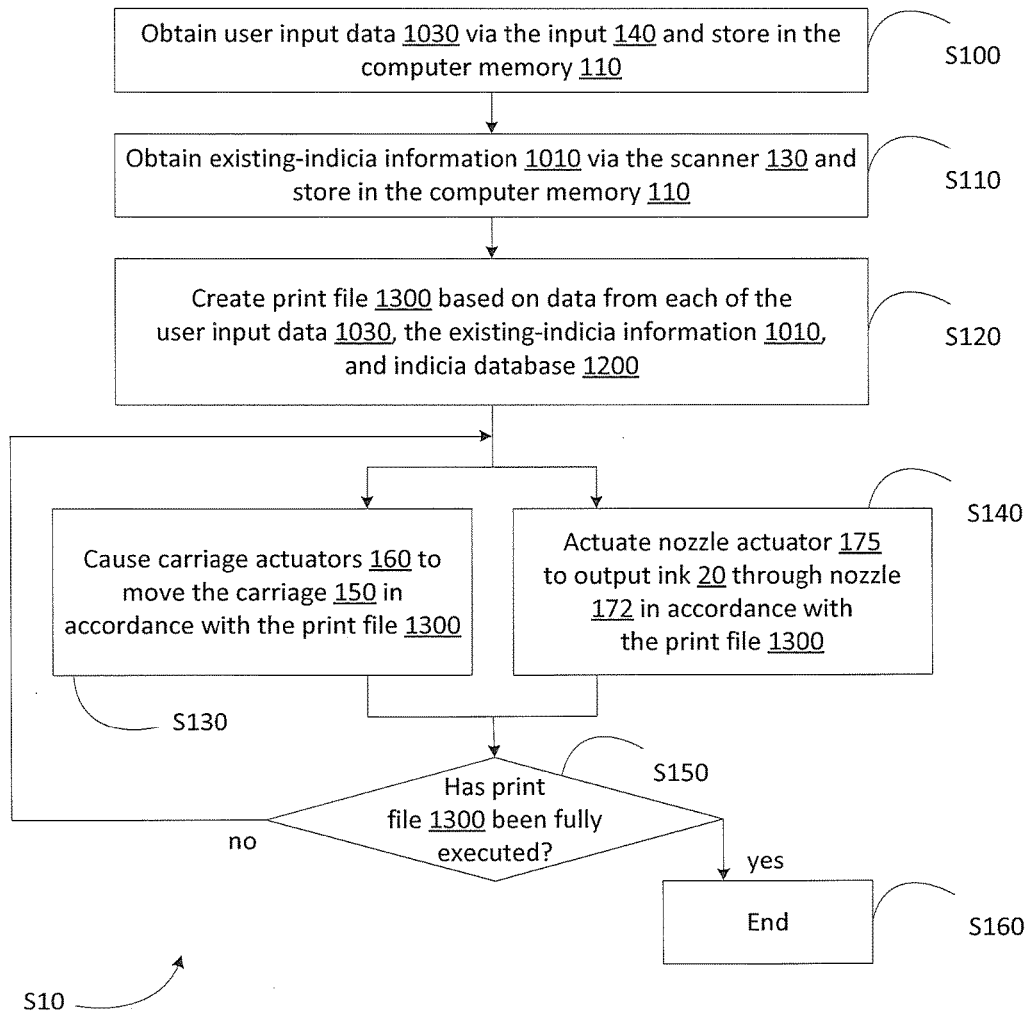 Obtain user input data 1030 via the input 140 and store in the
computer memory 110
S100
Obtain existing-indicia information 1010 via the scanner 130 and
store in the computer memory 110
S110
Create print file 1300 based on data from each of the
user input data 1030, the existing-indicia information 1010,
and indicia database 1200
S120
Cause carriage actuators 160 to
move the carriage 150 in
accordance with the print file 1300
S130
Actuate nozzle actuator 175
to output ink 20 through nozzle
172 in accordance with
the print file 1300
S140
Has print
file 1300 been fully
executed?
S150
no
yes
End
S160
S10